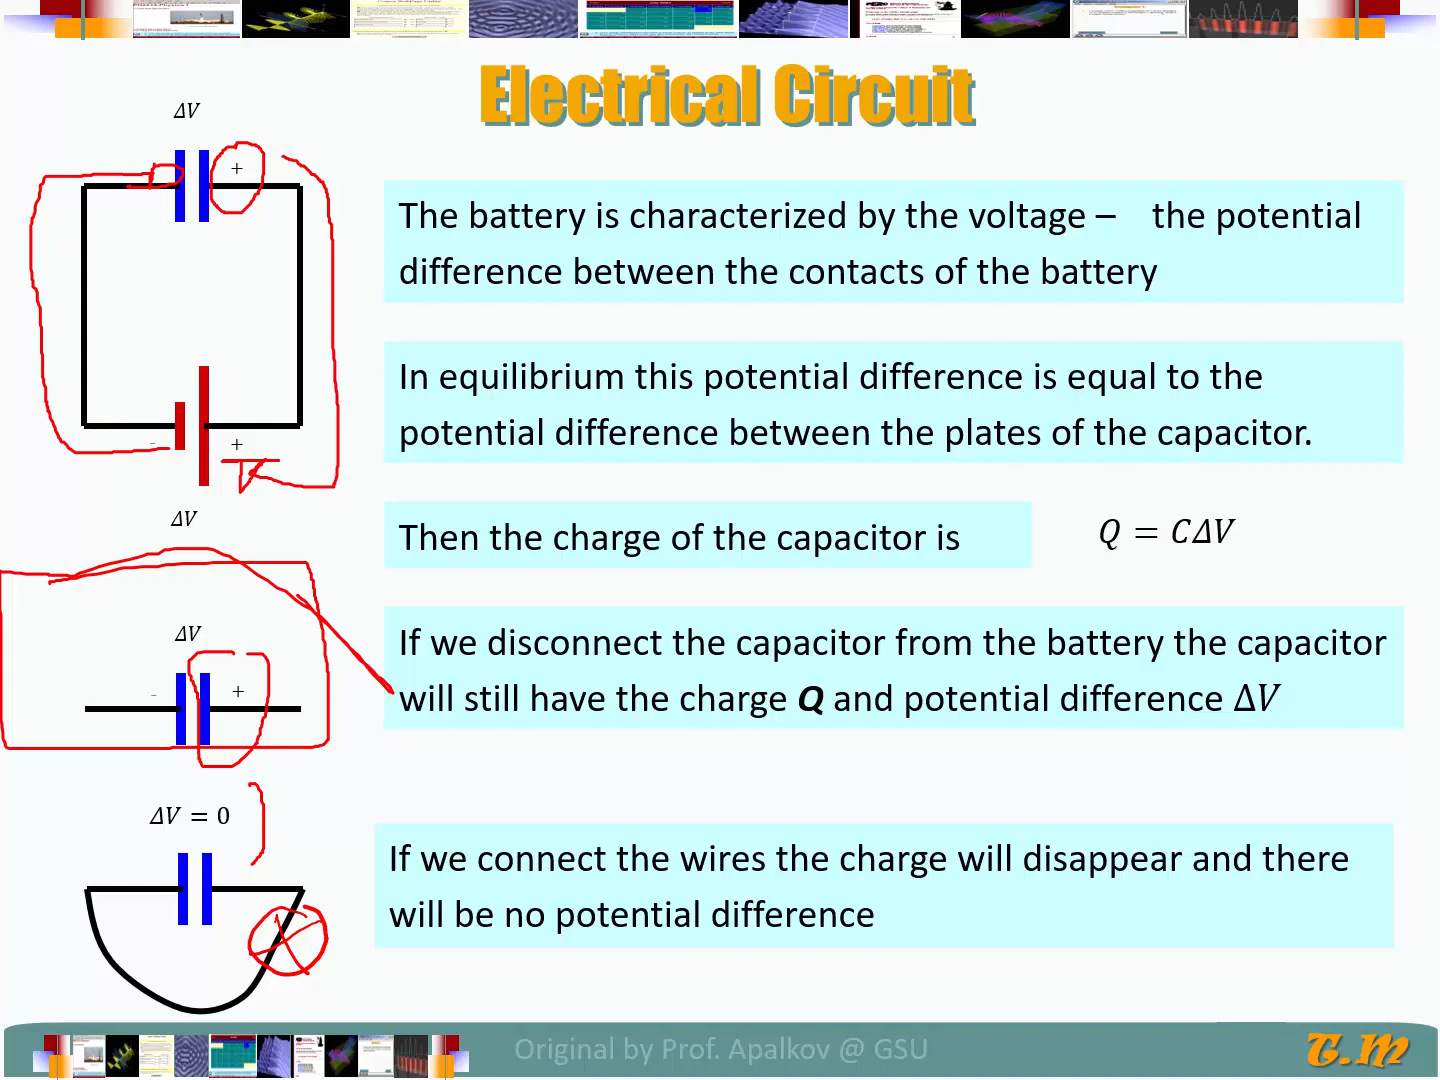 Electrical Circuit
ΔV
+
The battery is characterized by the voltage – the potential
difference between the contacts of the battery
In equilibrium this potential difference is equal to the
potential difference between the plates of the capacitor.
-
+
ΔV
Then the charge of the capacitor is
Q = CΔV
ΔV
-
+
If we disconnect the capacitor from the battery the capacitor
will still have the charge Q and potential difference ΔV
ΔV = 0
If we connect the wires the charge will disappear and there
will be no potential difference
Original by Prof. Apalkov @ GSU
T.M